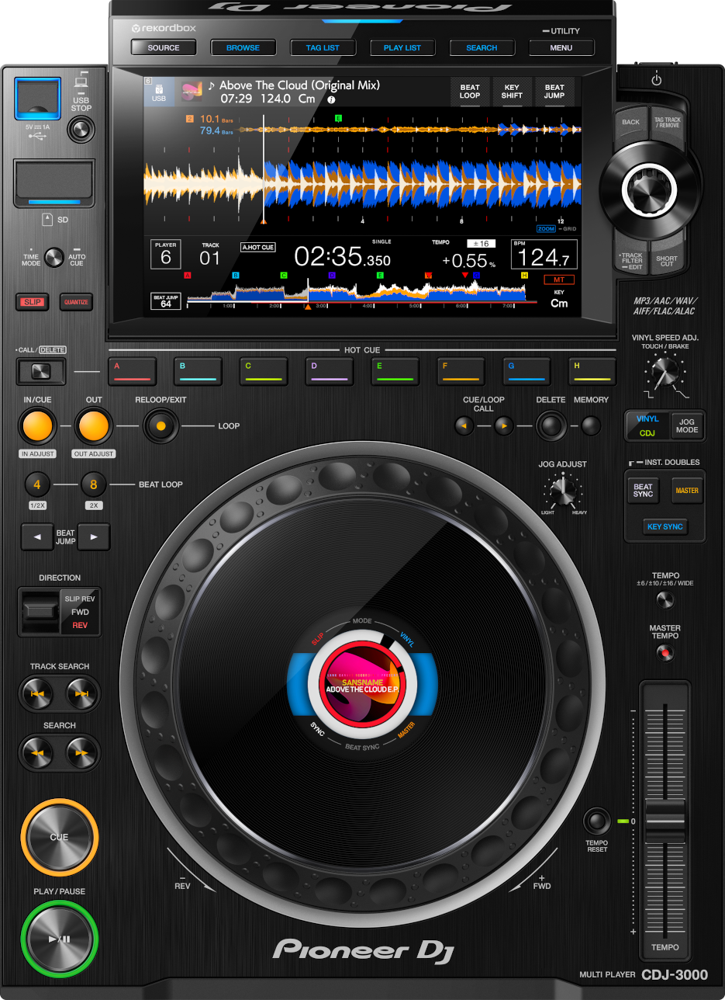 Pioneer Dj
rekordbox
UTILITY
SOURCE
BROWSE
TAG LIST
PLAY LIST
SEARCH
MENU
USB
STOP
5V 1A
6
USB
♪ Above The Cloud (Original Mix)
07:29 124.0 Cm i
BEAT
LOOP
KEY
SHIFT
BEAT
JUMP
2 10.1 Bars
79.4 Bars
E
4
8
12
ZOOM
GRID
PLAYER
6
TRACK
01
A.HOT CUE
SINGLE
02:35.350
TEMPO
±16
+0.55 %
BPM
124.7
A
B
C
D
E
G
H
MT
BEAT JUMP
64
KEY
Cm
1:00
2:00
3:00
4:00
5:00
6:00
7:00
BACK
TAG TRACK
/ REMOVE
• TRACK
FILTER
— EDIT
SHORT
CUT
SD
TIME
MODE
AUTO
CUE
SLIP
QUANTIZE
MP3/AAC/WAV/
AIFF/FLAC/ALAC
• CALL/DELETE
HOT CUE
A
B
C
D
E
F
G
H
VINYL SPEED ADJ.
TOUCH / BRAKE
IN/CUE
OUT
RELOOP/EXIT
LOOP
IN ADJUST
OUT ADJUST
CUE/LOOP
CALL
DELETE
MEMORY
VINYL
CDJ
JOG
MODE
4
8
BEAT LOOP
1/2X
2X
JOG ADJUST
LIGHT
HEAVY
INST. DOUBLES
BEAT
SYNC
MASTER
KEY SYNC
BEAT
JUMP
DIRECTION
SLIP REV
FWD
REV
TEMPO
±6/±10/±16/WIDE
MASTER
TEMPO
TRACK SEARCH
SEARCH
MODE
SLIP
VINYL
SANSNAME
ABOVE THE CLOUD E.P.
SYNC
MASTER
BEAT SYNC
CUE
PLAY/PAUSE
−
REV
+
FWD
−
0
+
TEMPO
RESET
TEMPO
Pioneer Dj
MULTI PLAYER CDJ-3000